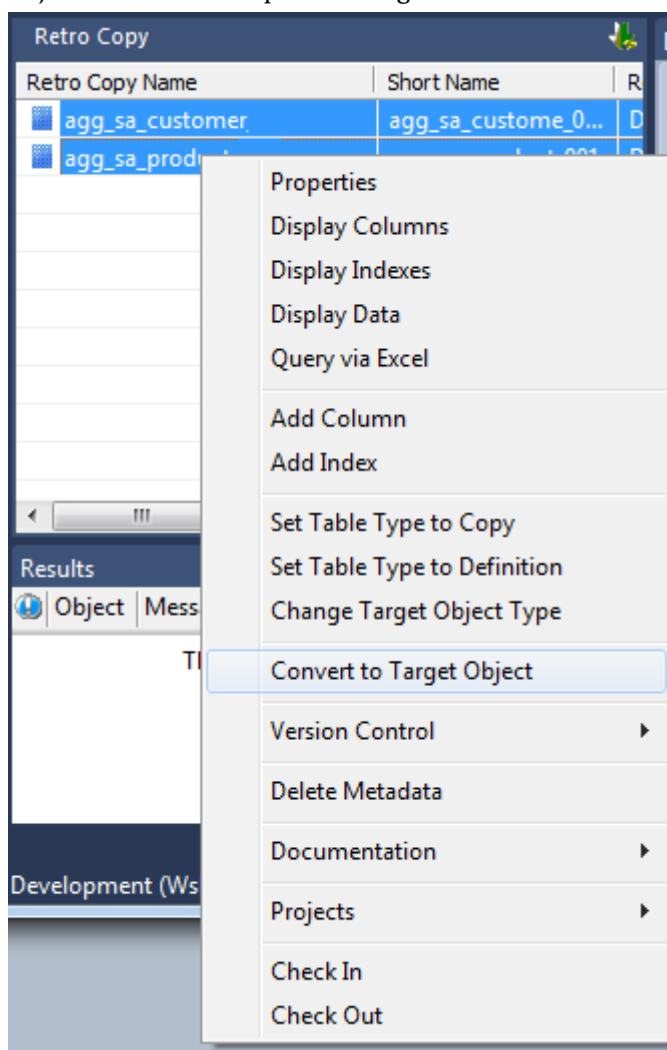 Retro Copy
Retro Copy Name Short Name R
agg_sa_customer agg_sa_custome_0... D
agg_sa_produ
Properties
Display Columns
Display Indexes
Display Data
Query via Excel
Add Column
Add Index
Set Table Type to Copy
Set Table Type to Definition
Change Target Object Type
Results
Object Mess
Convert to Target Object
Version Control
Delete Metadata
Documentation
Development (Ws
Projects
Check In
Check Out